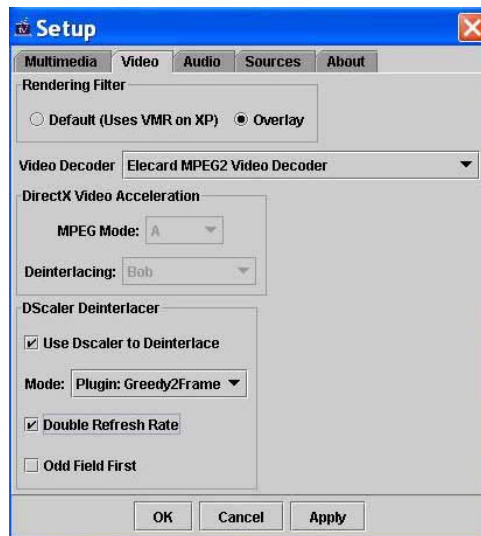 Setup
Multimedia Video Audio Sources About
Rendering Filter
Default (Uses VMR on XP) Overlay
Video Decoder Elecard MPEG2 Video Decoder
DirectX Video Acceleration
MPEG Mode: A
Deinterlacing: Bob
DScaler Deinterlacer
Use Dscaler to Deinterlace
Mode: Plugin: Greedy2Frame
Double Refresh Rate
Odd Field First
OK Cancel Apply